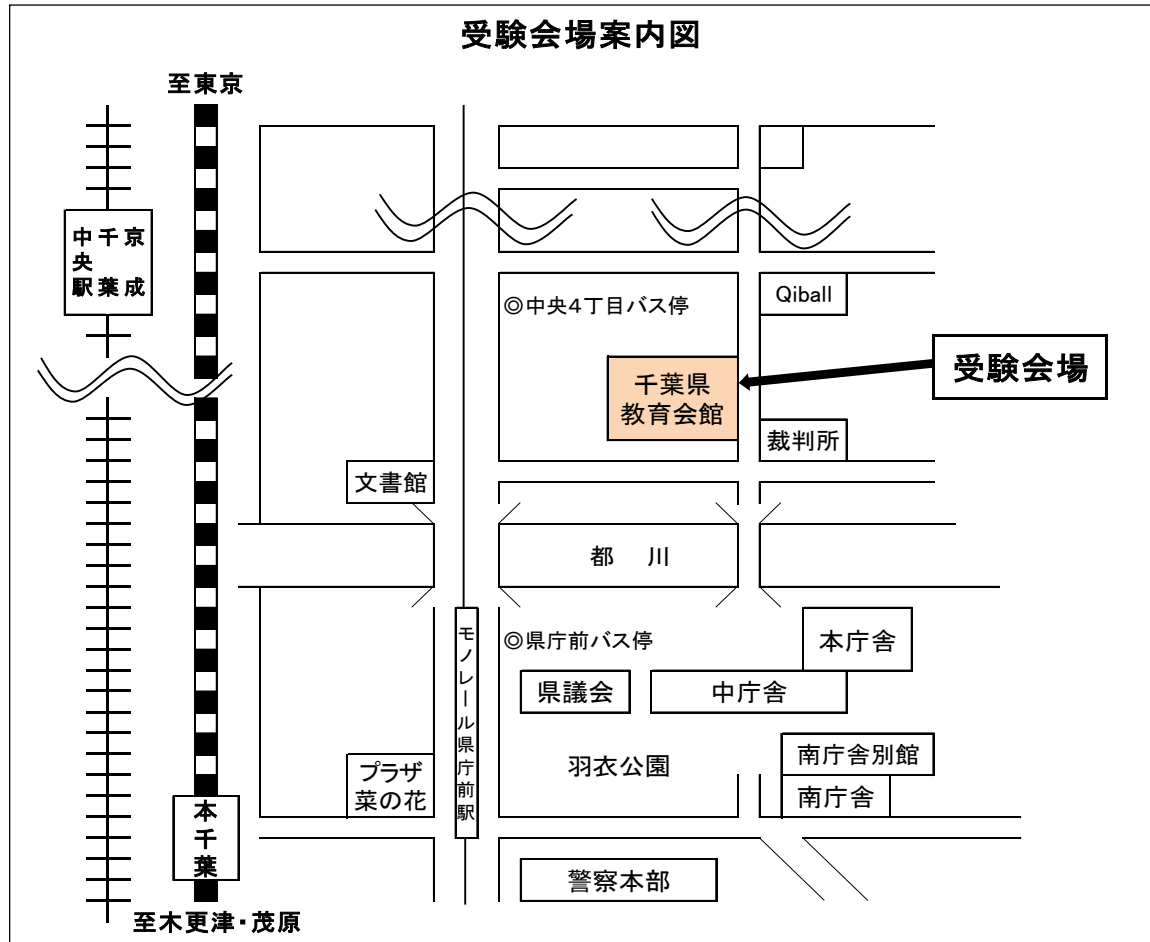 受験会場案内図
至東京
京成
千葉
中央駅
◎中央4丁目バス停
Qiball
千葉県
教育会館
受験会場
裁判所
文書館
都　川
モノレール県庁前駅
◎県庁前バス停
本庁舎
県議会
中庁舎
羽衣公園
南庁舎別館
南庁舎
プラザ
菜の花
本千葉
警察本部
至木更津・茂原